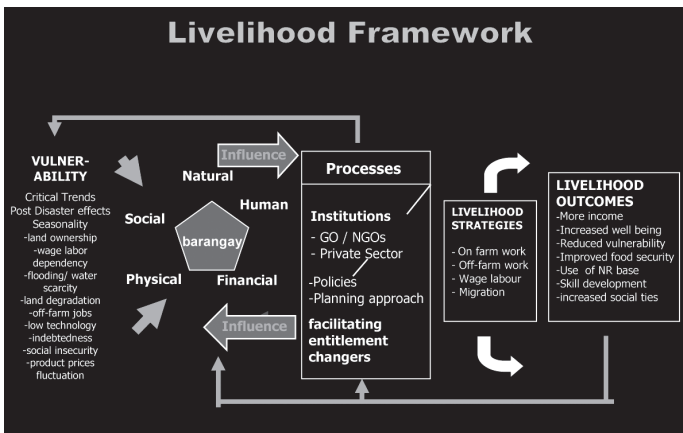 Livelihood Framework
VULNER-
ABILITY
Critical Trends
Post Disaster effects
Seasonality
-land ownership
-wage labor
dependency
-flooding/ water
scarcity
-land degradation
-off-farm jobs
-low technology
-indebtedness
-social insecurity
-product prices
fluctuation
Natural
Human
Social
barangay
Physical
Financial
Influence
Influence
Processes
Institutions
- GO / NGOs
- Private Sector
-Policies
-Planning approach
facilitating
entitlement
changers
LIVELIHOOD
STRATEGIES
- On farm work
- Off-farm work
- Wage labour
- Migration
LIVELIHOOD
OUTCOMES
-More income
-Increased well being
-Reduced vulnerability
-Improved food security
-Use of NR base
-Skill development
-increased social ties